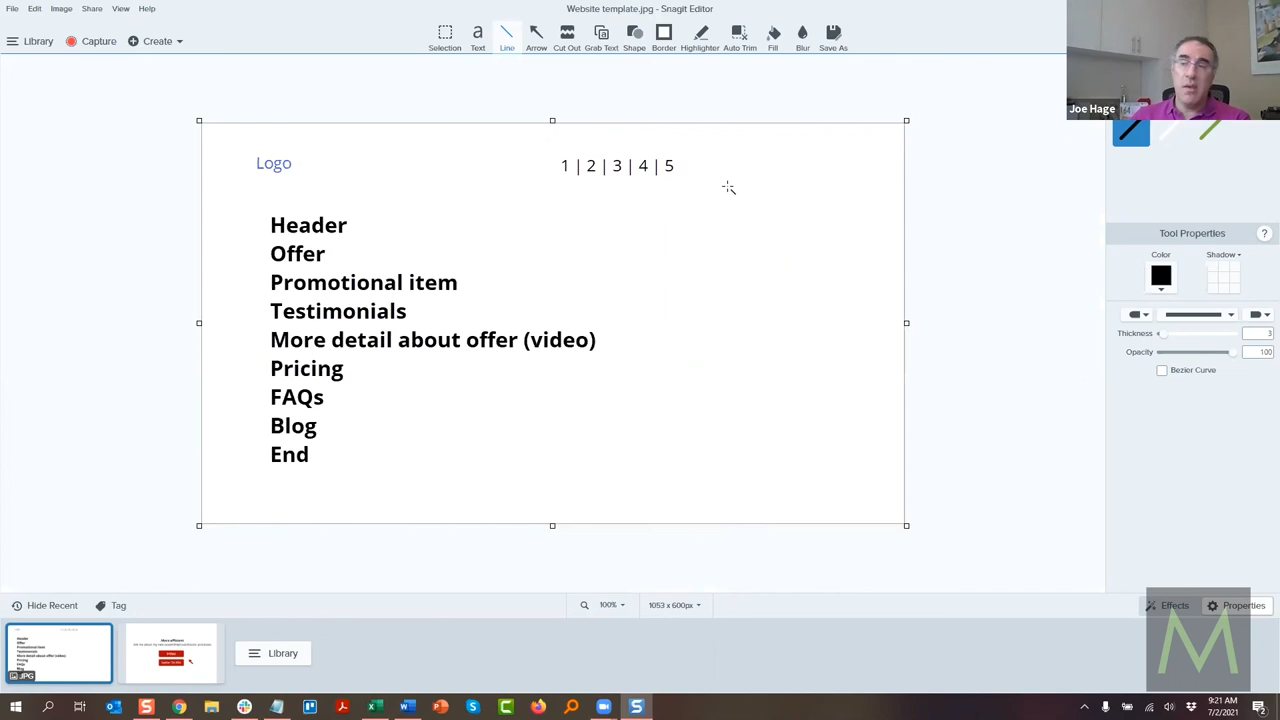 Website template.jpg - Snagit Editor
File Edit Image Share View Help
Library Capture Create
Selection Text Line Arrow Cut Out Grab Text Shape Border Highlighter Auto Trim Fill Blur Save As
Joe Hage
Logo
1 | 2 | 3 | 4 | 5
Header
Offer
Promotional item
Testimonials
More detail about offer (video)
Pricing
FAQs
Blog
End
Tool Properties ?
Color Shadow
Thickness 3
Opacity 100
Bezier Curve
Hide Recent Tag
100% 1053 x 600px
Effects Properties
JPG
Library
M
9:21 AM
7/2/2021